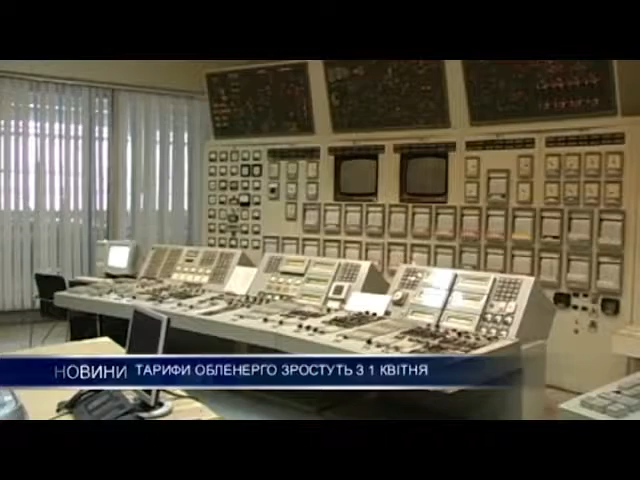 НОВИНИ ТАРИФИ ОБЛЕНЕРГО ЗРОСТУТЬ З 1 КВІТНЯ